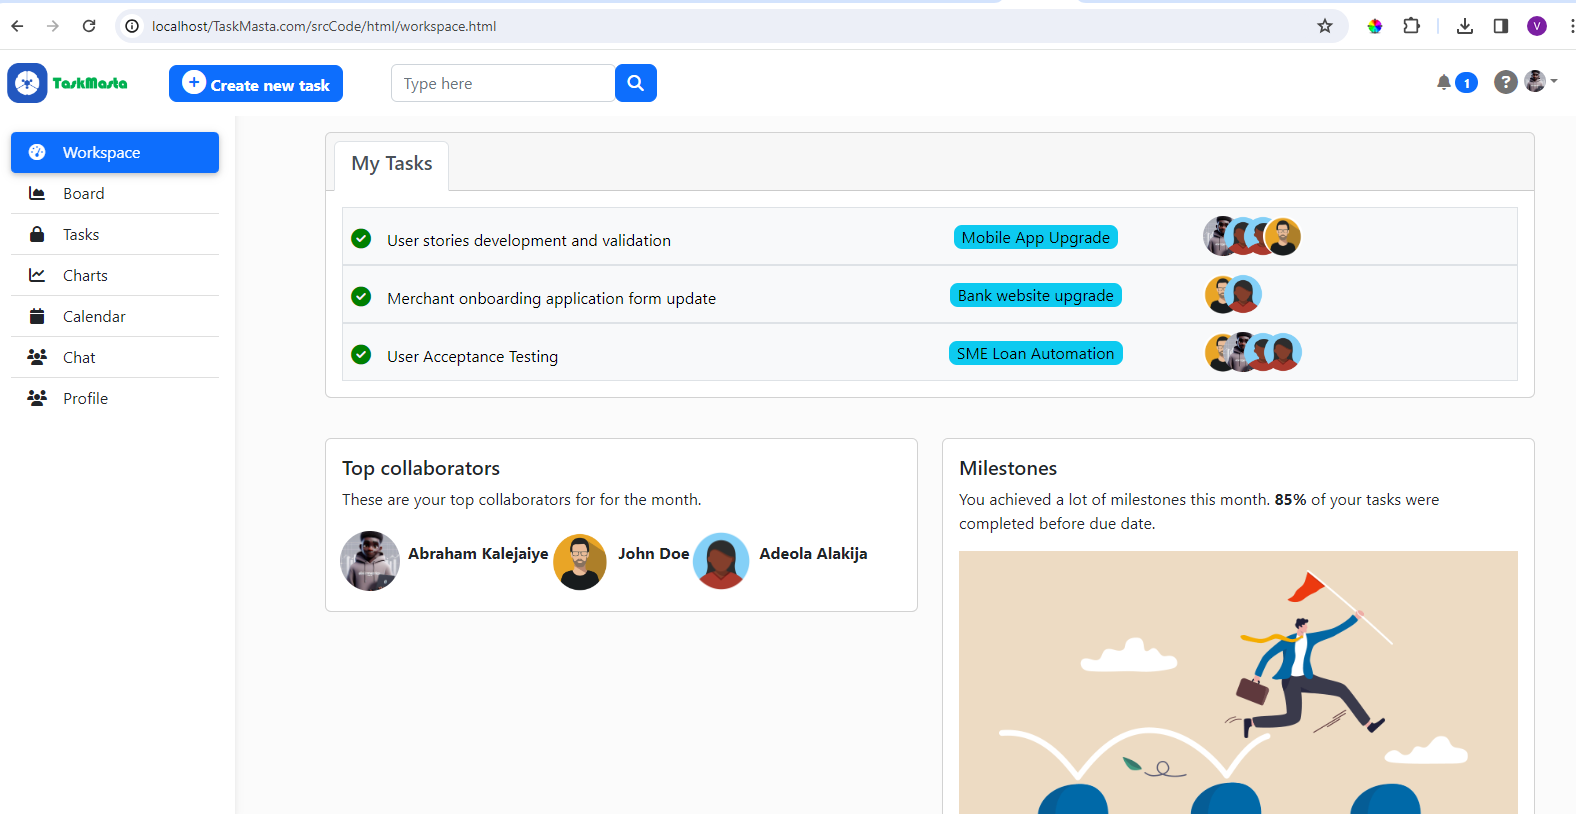 localhost/TaskMasta.com/srcCode/html/workspace.html
V
TaskMasta
Create new task
Type here
1
?
Workspace
Board
Tasks
Charts
Calendar
Chat
Profile
My Tasks
User stories development and validation
Mobile App Upgrade
Merchant onboarding application form update
Bank website upgrade
User Acceptance Testing
SME Loan Automation
Top collaborators
These are your top collaborators for for the month.
Abraham Kalejaiye
John Doe
Adeola Alakija
Milestones
You achieved a lot of milestones this month. 85% of your tasks were
completed before due date.